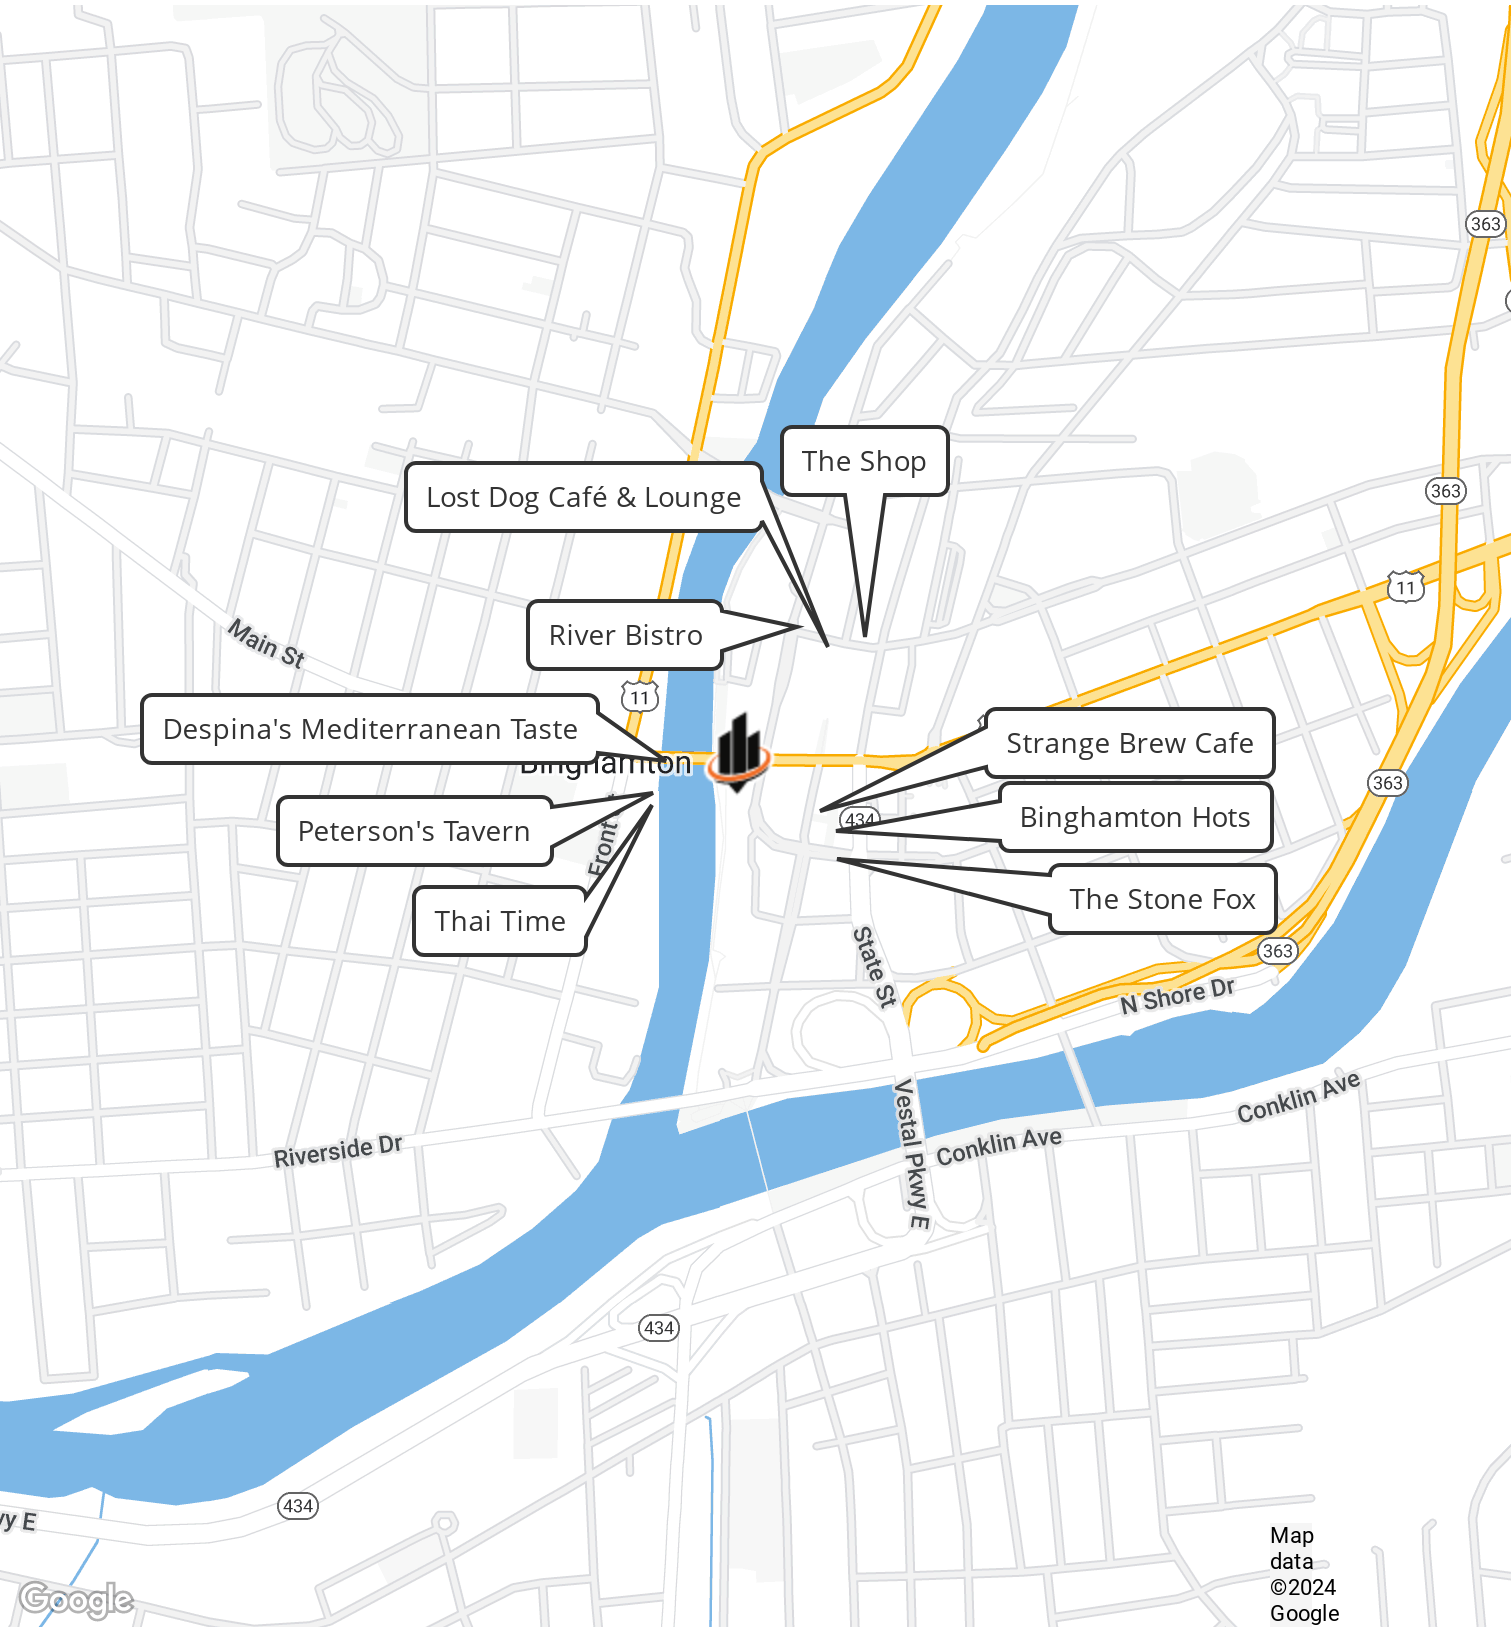 363
The Shop
Lost Dog Café & Lounge
363
11
Main St
River Bistro
11
Despina's Mediterranean Taste
Strange Brew Cafe
Binghamton
363
434
Binghamton Hots
Peterson's Tavern
Front
The Stone Fox
Thai Time
363
State St
N Shore Dr
Vestal Pkwy E
Conklin Ave
Conklin Ave
Riverside Dr
434
434
E
Map
data
©2024
Google
Google